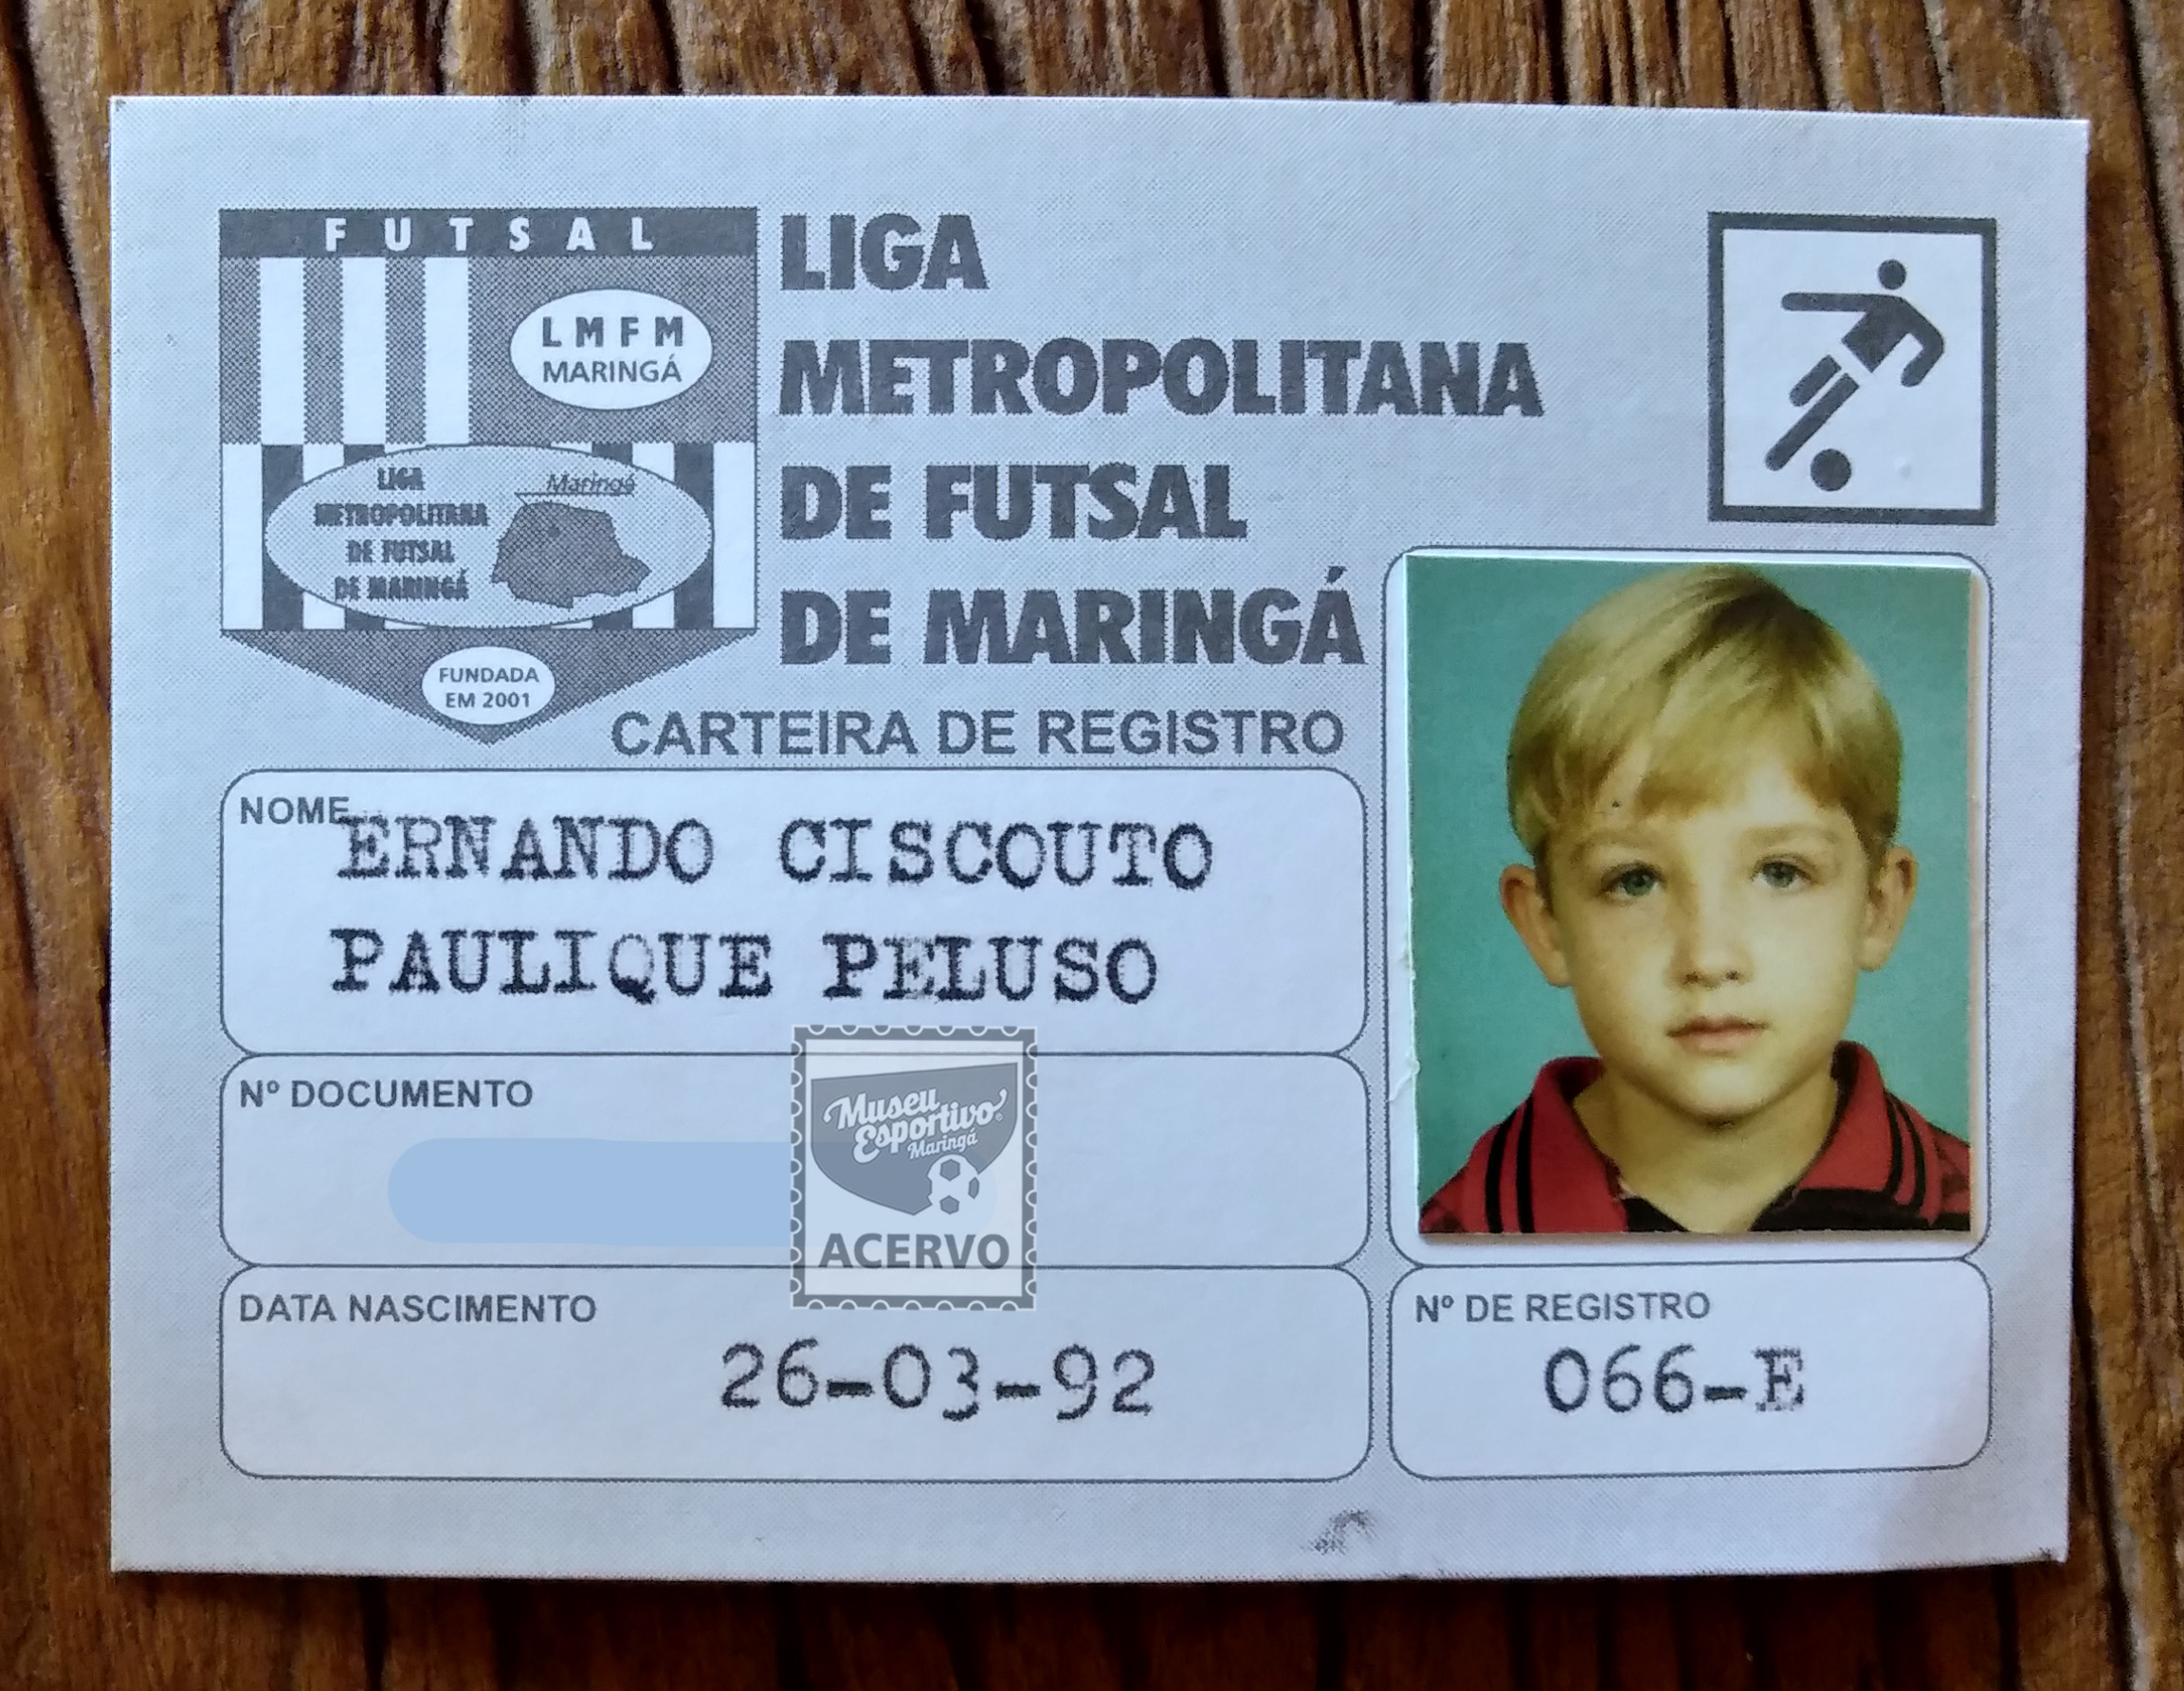 FUTSAL
LMFM
MARINGÁ
LIGA
METROPOLITANA
DE FUTSAL
DE MARINGÁ
Maringá
FUNDADA
EM 2001
LIGA
METROPOLITANA
DE FUTSAL
DE MARINGÁ
CARTEIRA DE REGISTRO
NOME
ERNANDO CISCOUTO
PAULIQUE PELUSO
Nº DOCUMENTO
Museu
Esportivo
Maringá
ACERVO
DATA NASCIMENTO
26-03-92
Nº DE REGISTRO
066-E